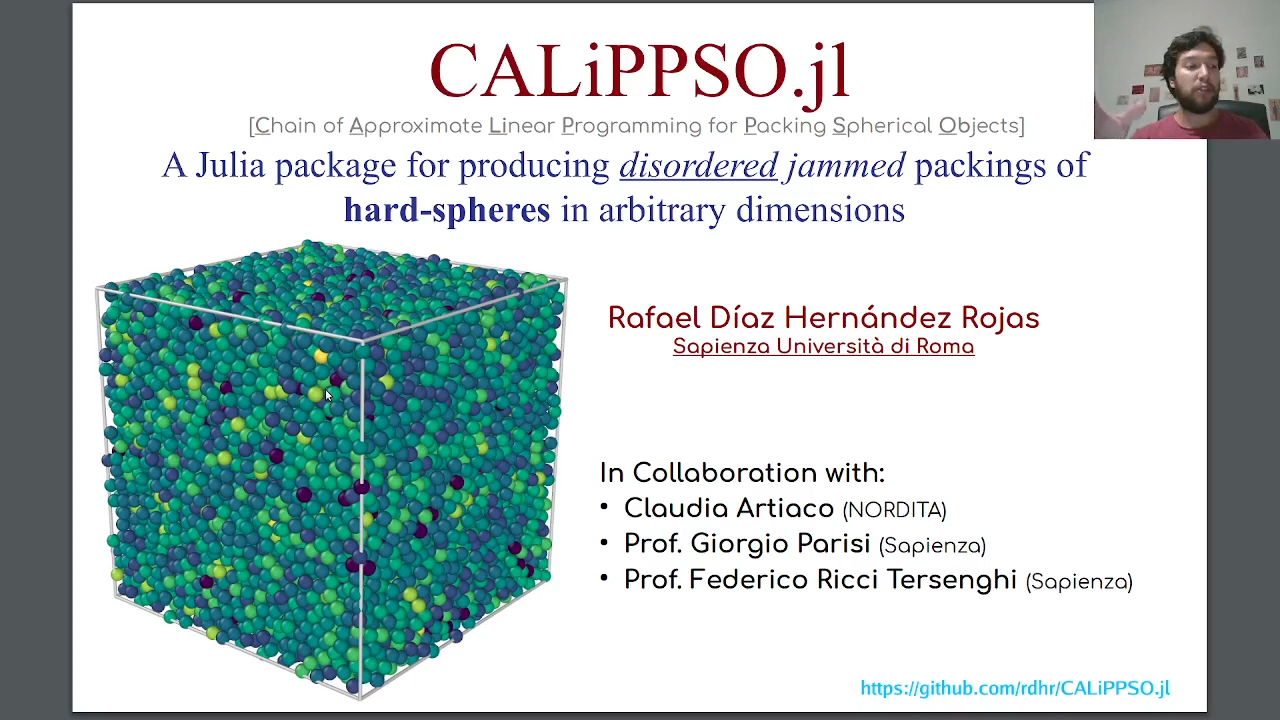 CALiPPSO.jl
[Chain of Approximate Linear Programming for Packing Spherical Objects]
A Julia package for producing disordered jammed packings of
hard-spheres in arbitrary dimensions
Rafael Díaz Hernández Rojas
Sapienza Università di Roma
In Collaboration with:
• Claudia Artiaco (NORDITA)
• Prof. Giorgio Parisi (Sapienza)
• Prof. Federico Ricci Tersenghi (Sapienza)
https://github.com/rdhr/CALiPPSO.jl